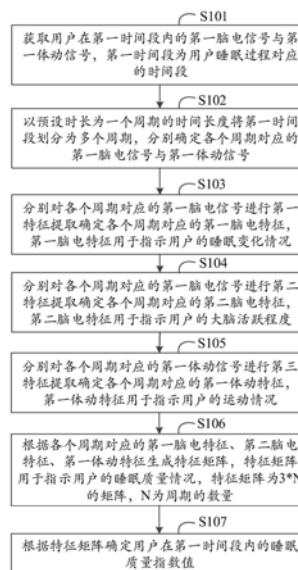 S101
获取用户在第一时间段内的第一脑电信号与第
一体动信号，第一时间段为用户睡眠过程对应
的时间段
S102
以预设时长为一个周期的时间长度将第一时间
段划分为多个周期，分别确定各个周期对应的
第一脑电信号与第一体动信号
S103
分别对各个周期对应的第一脑电信号进行第一
特征提取确定各个周期对应的第一脑电特征，
第一脑电特征用于指示用户的睡眠变化情况
S104
分别对各个周期对应的第一脑电信号进行第二
特征提取确定各个周期对应的第二脑电特征，
第二脑电特征用于指示用户的大脑活跃程度
S105
分别对各个周期对应的第一体动信号进行第三
特征提取确定各个周期对应的第一体动特征，
第一体动特征用于指示用户的运动情况
S106
根据各个周期对应的第一脑电特征、第二脑电
特征、第一体动特征生成特征矩阵，特征矩阵
用于指示用户的睡眠质量情况，特征矩阵为3*N
的矩阵，N为周期的数量
S107
根据特征矩阵确定用户在第一时间段内的睡眠
质量指数值